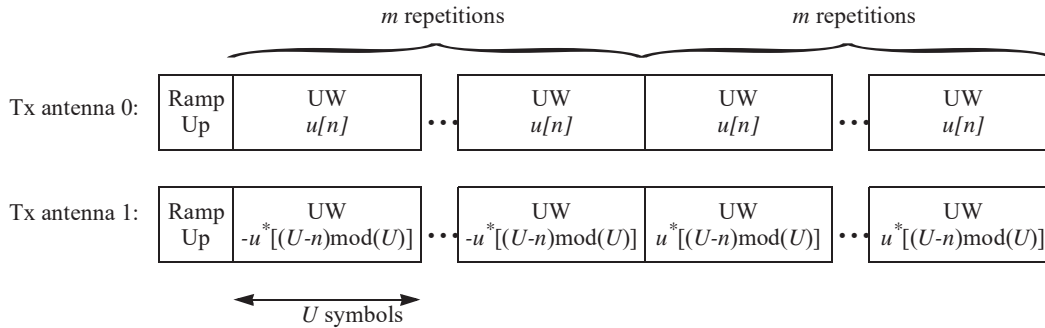 m repetitions m repetitions
Tx antenna 0: Ramp Up UW u[n] ••• UW u[n] UW u[n] ••• UW u[n]
Tx antenna 1: Ramp Up UW -u*[(U-n)mod(U)] ••• UW -u*[(U-n)mod(U)] UW u*[(U-n)mod(U)] ••• UW u*[(U-n)mod(U)]
U symbols